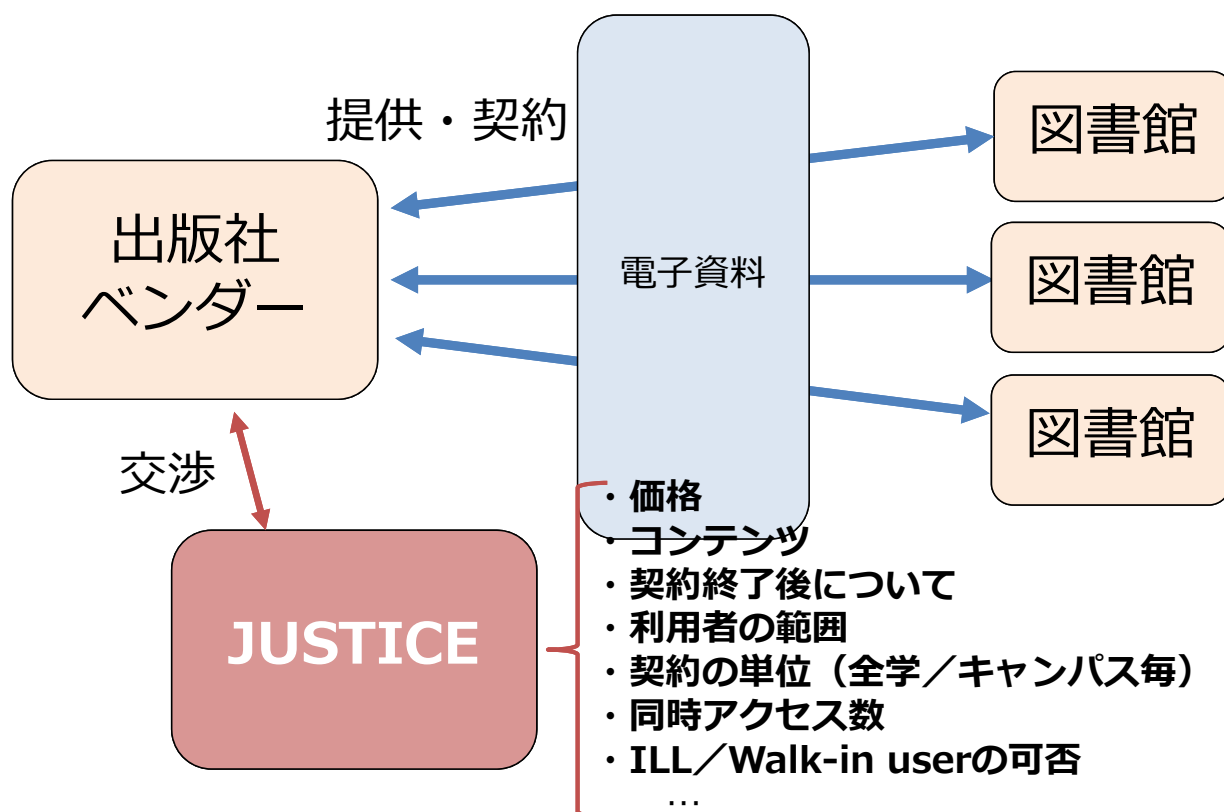 提供・契約
出版社
ベンダー
電子資料
図書館
図書館
図書館
交渉
JUSTICE
・価格
・コンテンツ
・契約終了後について
・利用者の範囲
・契約の単位（全学／キャンパス毎）
・同時アクセス数
・ILL／Walk-in userの可否
…